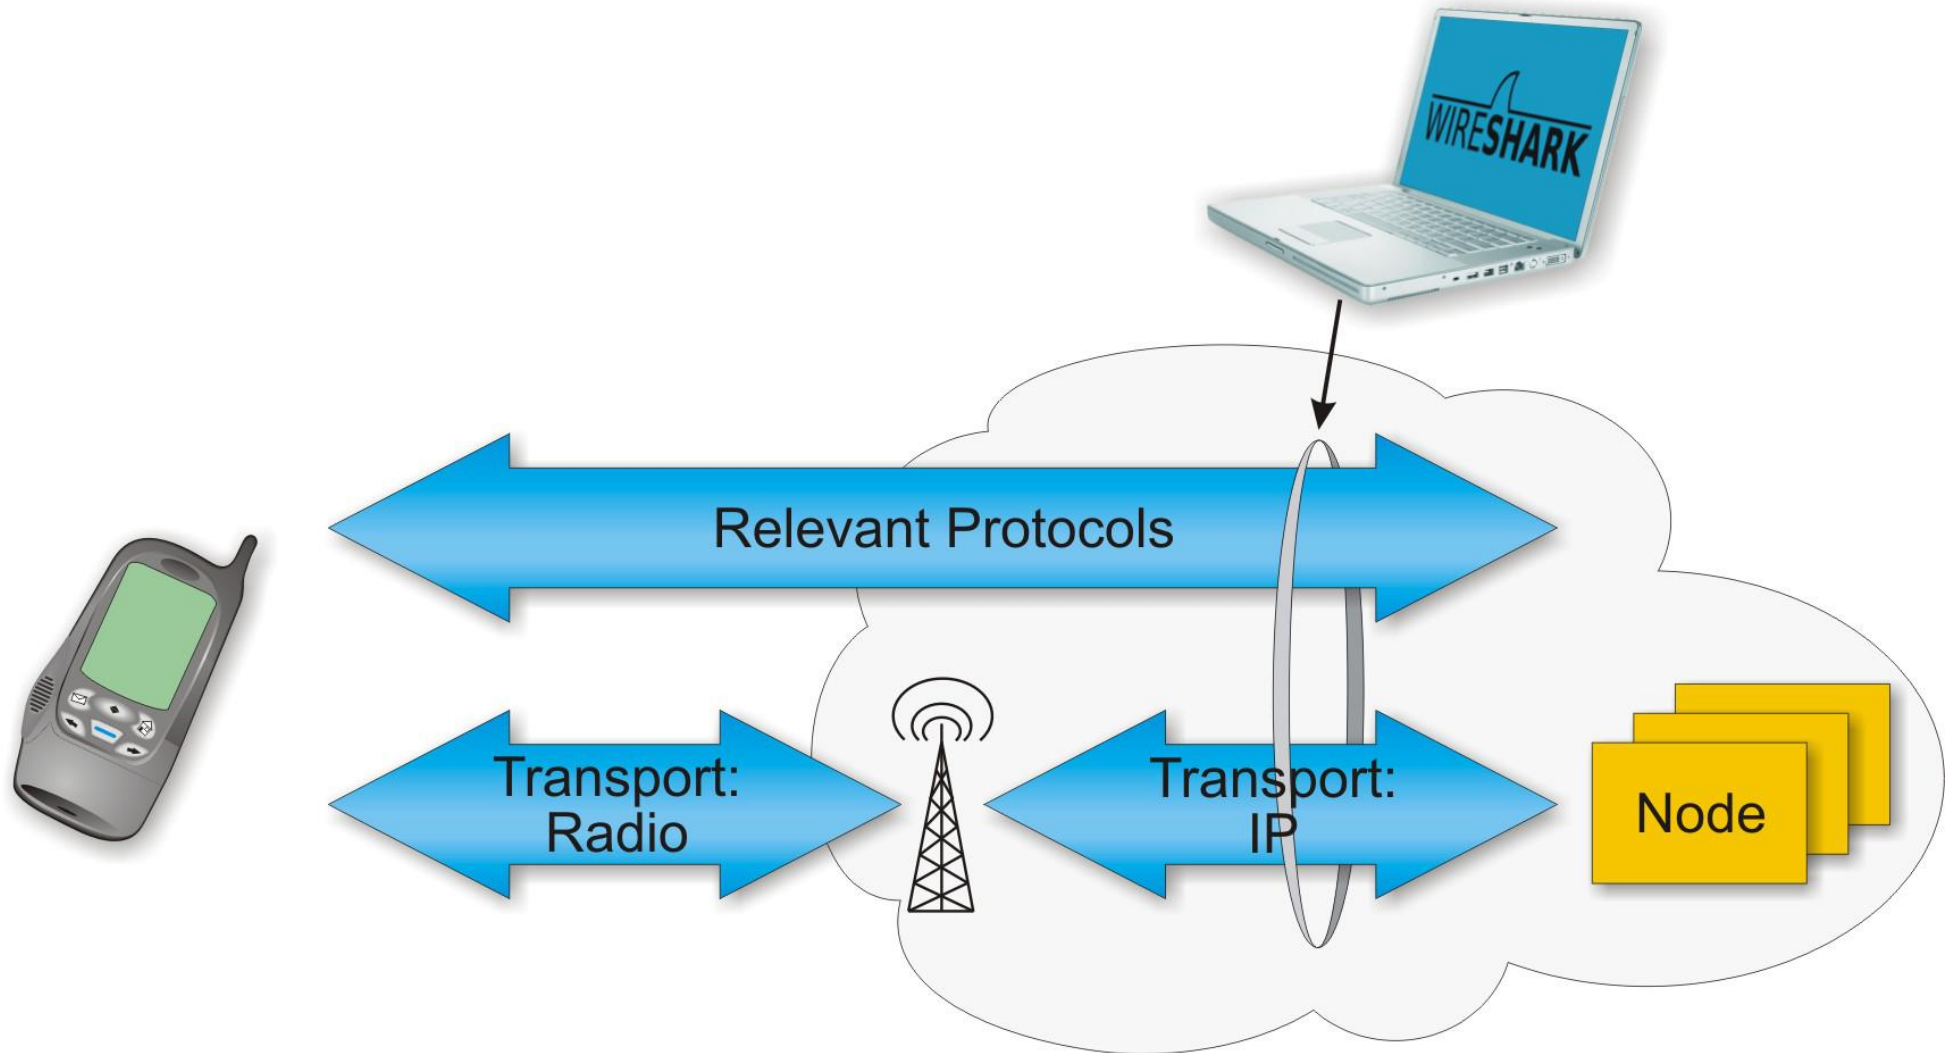 WIRESHARK
Relevant Protocols
Transport:
Radio
Transport:
IP
Node